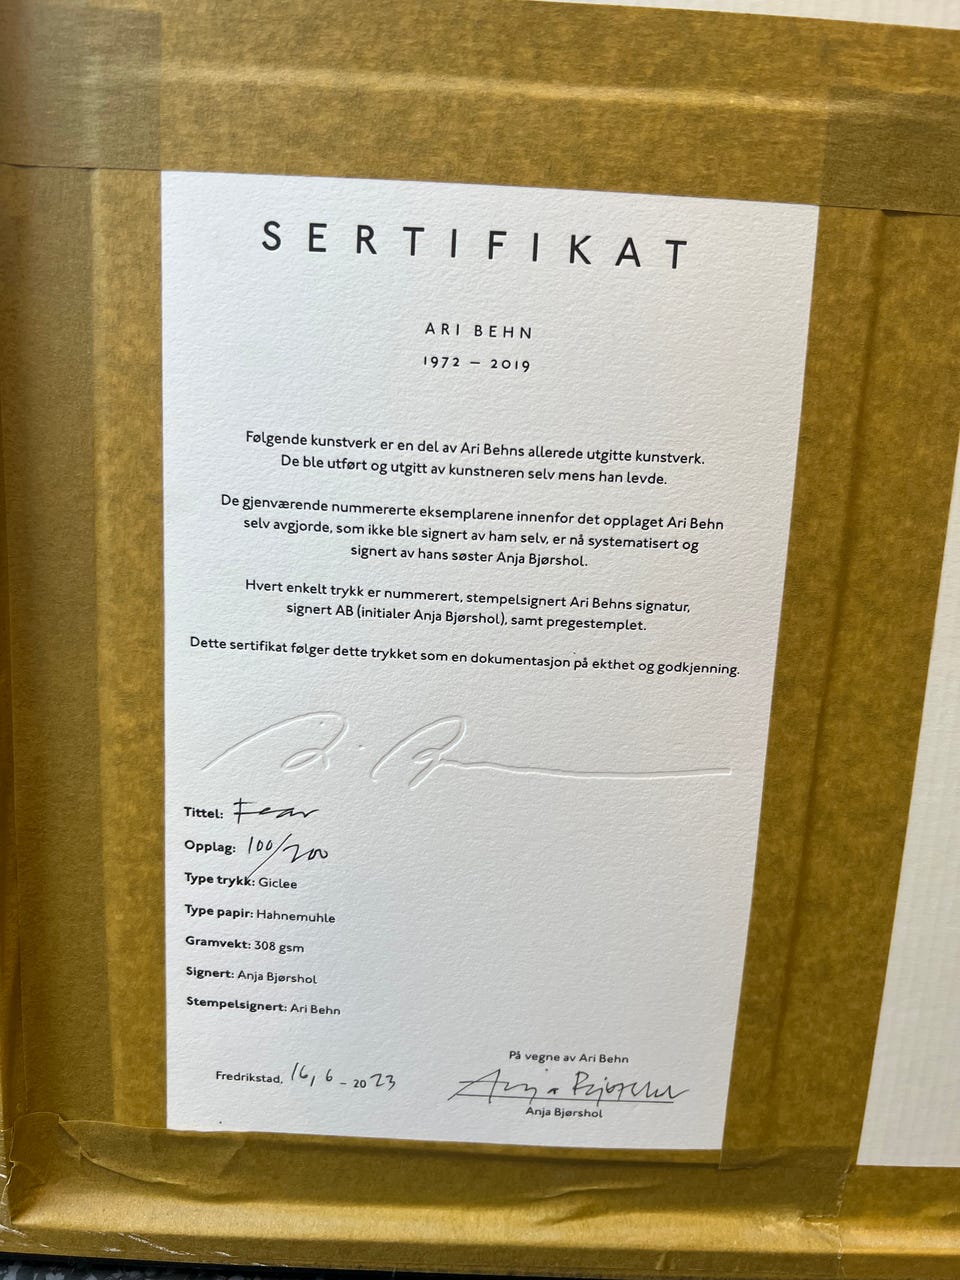 SERTIFIKAT
ARI BEHN
1972 – 2019
Følgende kunstverk er en del av Ari Behns allerede utgitte kunstverk.
De ble utført og utgitt av kunstneren selv mens han levde.
De gjenværende nummererte eksemplarene innenfor det opplaget Ari Behn
selv avgjorde, som ikke ble signert av ham selv, er nå systematisert og
signert av hans søster Anja Bjørshol.
Hvert enkelt trykk er nummerert, stempelsignert Ari Behns signatur,
signert AB (initialer Anja Bjørshol), samt pregestemplet.
Dette sertifikat følger dette trykket som en dokumentasjon på ekthet og godkjenning.
Tittel: Fear
Opplag: 100/200
Type trykk: Giclee
Type papir: Hahnemuhle
Gramvekt: 308 gsm
Signert: Anja Bjørshol
Stempelsignert: Ari Behn
På vegne av Ari Behn
Fredrikstad, 16, 6 - 2023
Anja Bjørshol
Anja Bjørshol